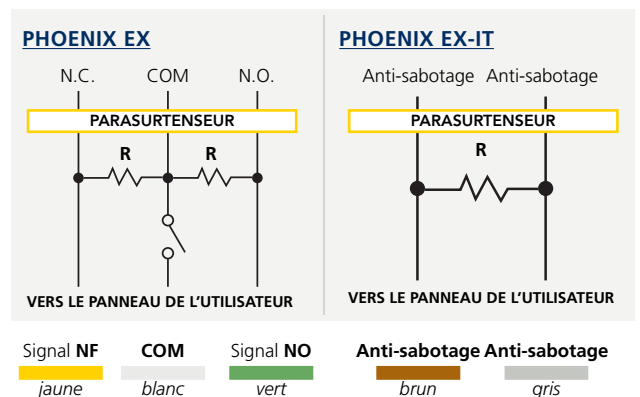 PHOENIX EX
N.C. COM N.O.
PARASURTENSEUR
R R
VERS LE PANNEAU DE L'UTILISATEUR
PHOENIX EX-IT
Anti-sabotage Anti-sabotage
PARASURTENSEUR
R
VERS LE PANNEAU DE L'UTILISATEUR
Signal NF COM Signal NO Anti-sabotage Anti-sabotage
jaune blanc vert brun gris